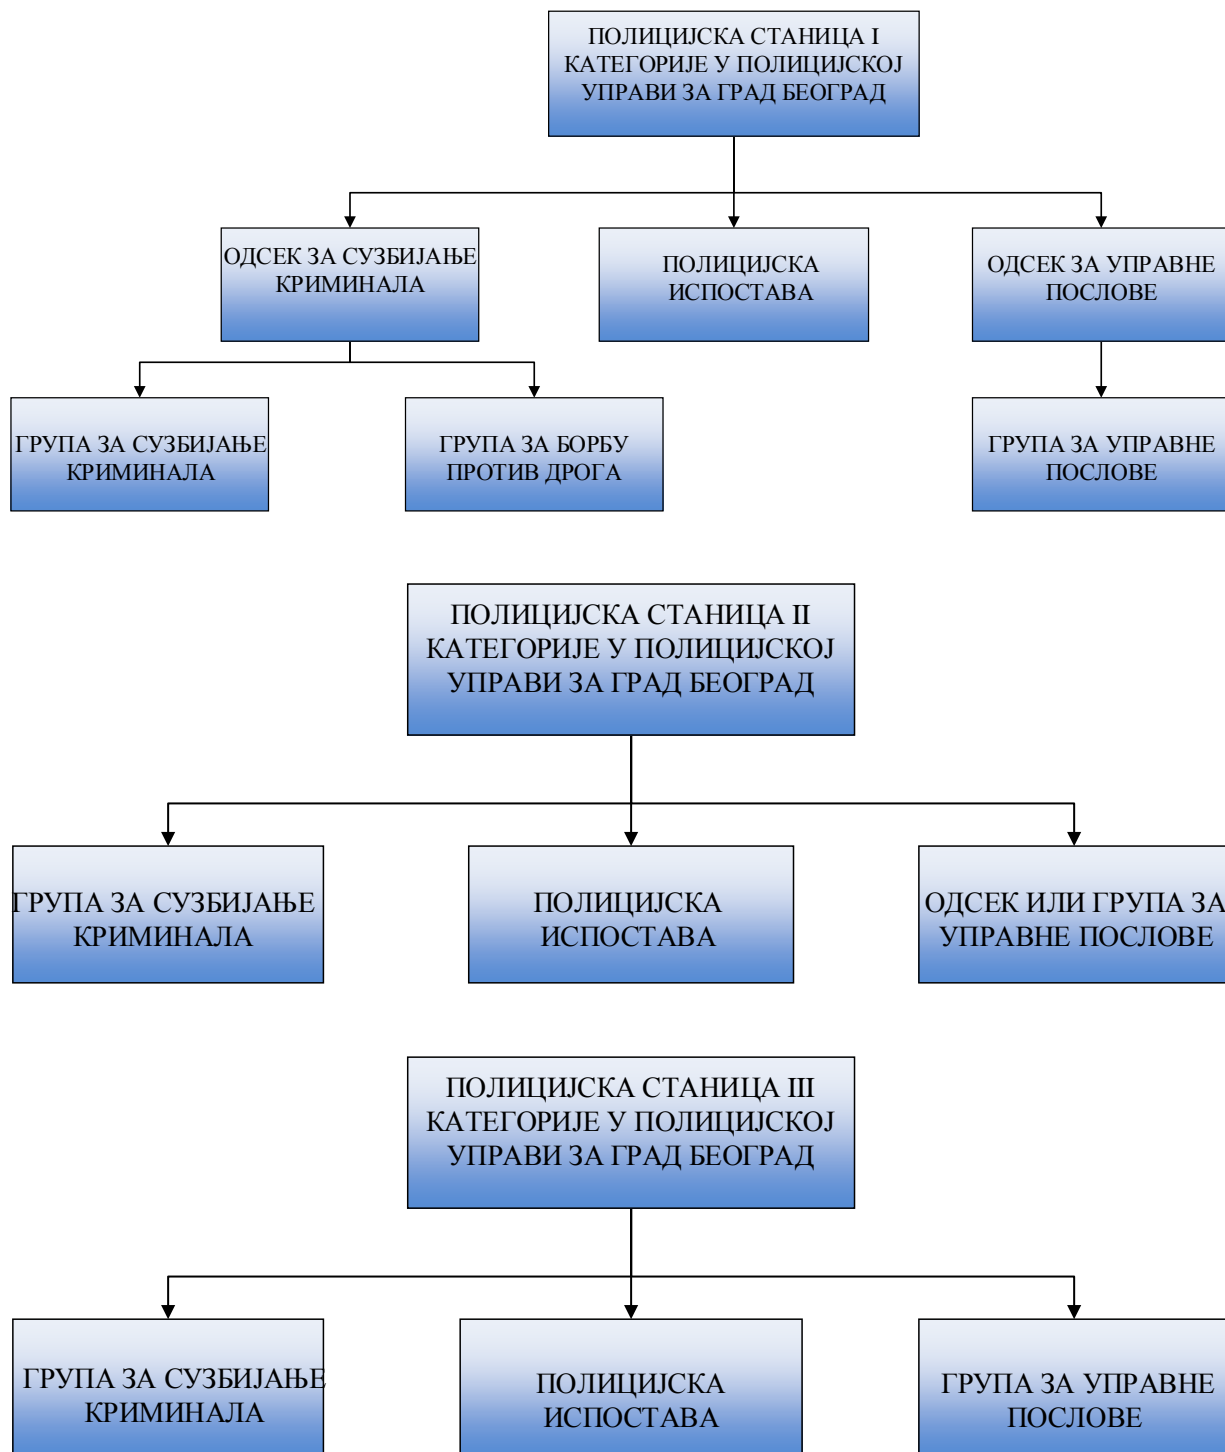 ПОЛИЦИЈСКА СТАНИЦА I
КАТЕГОРИЈЕ У ПОЛИЦИЈСКОЈ
УПРАВИ ЗА ГРАД БЕОГРАД
ОДСЕК ЗА СУЗБИЈАЊЕ
КРИМИНАЛА
ПОЛИЦИЈСКА
ИСПОСТАВА
ОДСЕК ЗА УПРАВНЕ
ПОСЛОВЕ
ГРУПА ЗА СУЗБИЈАЊЕ
КРИМИНАЛА
ГРУПА ЗА БОРБУ
ПРОТИВ ДРОГА
ГРУПА ЗА УПРАВНЕ
ПОСЛОВЕ
ПОЛИЦИЈСКА СТАНИЦА II
КАТЕГОРИЈЕ У ПОЛИЦИЈСКОЈ
УПРАВИ ЗА ГРАД БЕОГРАД
ГРУПА ЗА СУЗБИЈАЊЕ
КРИМИНАЛА
ПОЛИЦИЈСКА
ИСПОСТАВА
ОДСЕК ИЛИ ГРУПА ЗА
УПРАВНЕ ПОСЛОВЕ
ПОЛИЦИЈСКА СТАНИЦА III
КАТЕГОРИЈЕ У ПОЛИЦИЈСКОЈ
УПРАВИ ЗА ГРАД БЕОГРАД
ГРУПА ЗА СУЗБИЈАЊЕ
КРИМИНАЛА
ПОЛИЦИЈСКА
ИСПОСТАВА
ГРУПА ЗА УПРАВНЕ
ПОСЛОВЕ